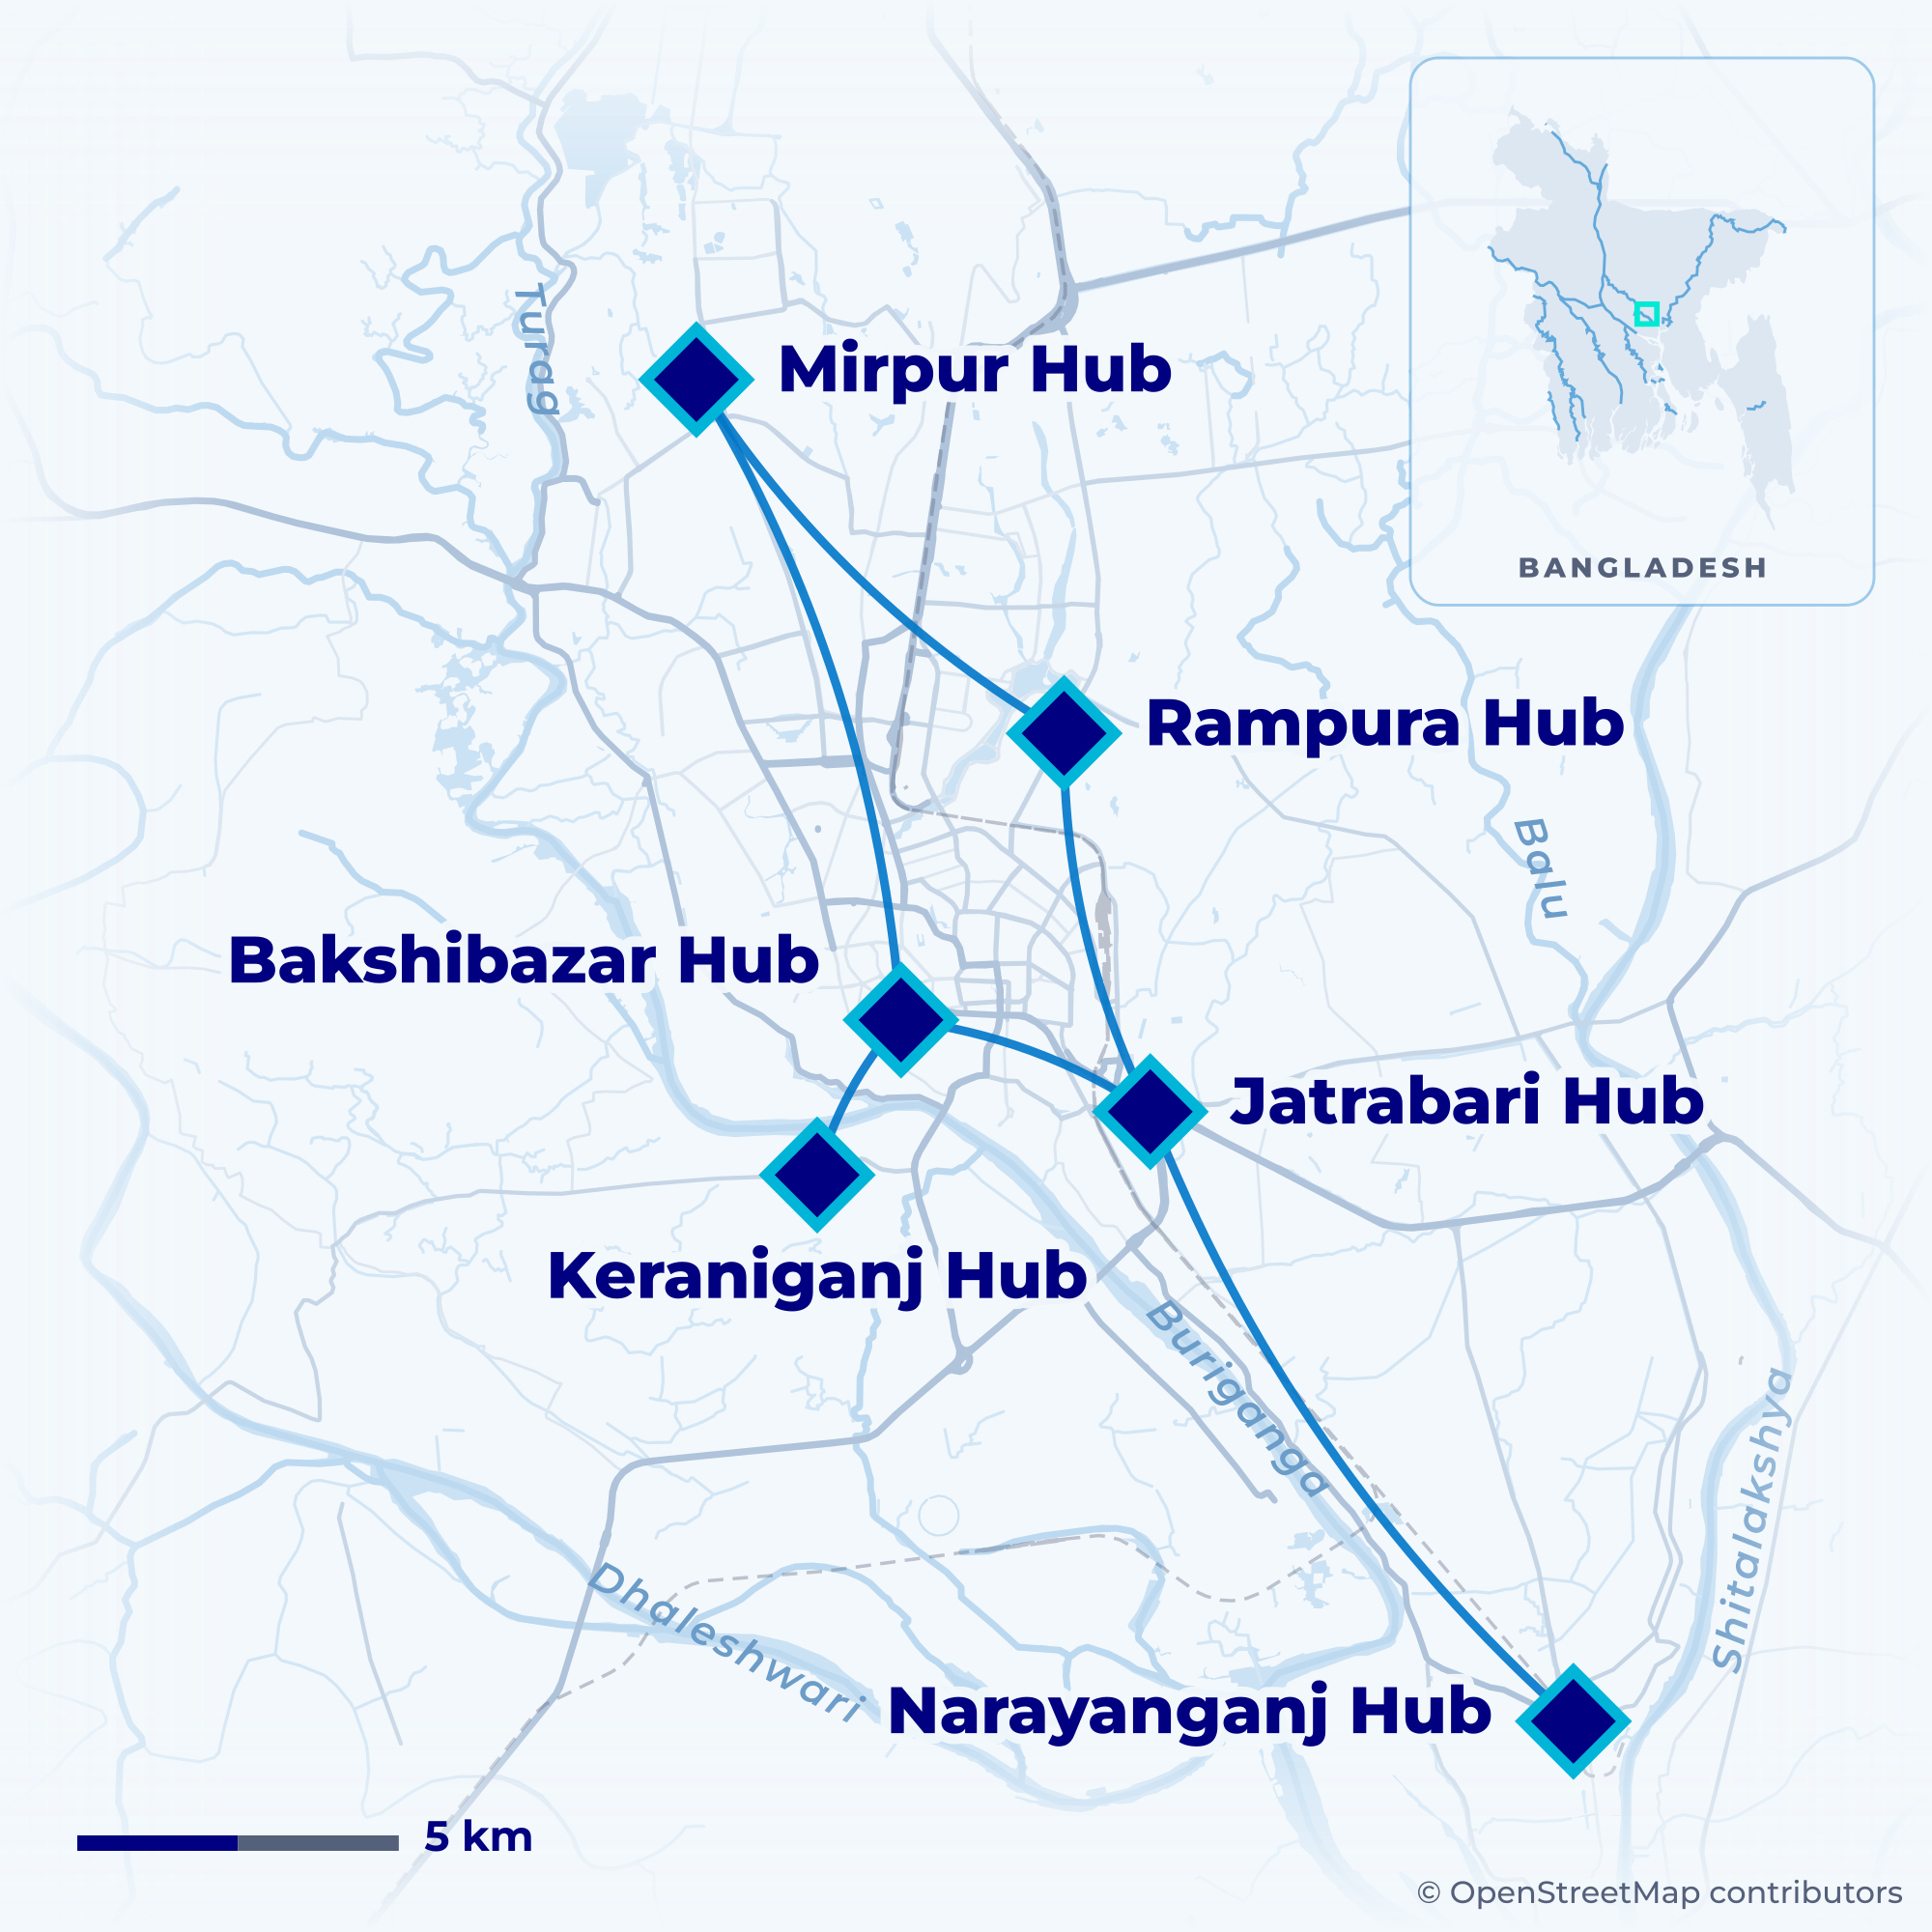 BANGLADESH
Turag
Mirpur Hub
Rampura Hub
Balu
Bakshibazar Hub
Jatrabari Hub
Keraniganj Hub
Buriganga
Shitalakshya
Dhaleshwari
Narayanganj Hub
5 km
© OpenStreetMap contributors